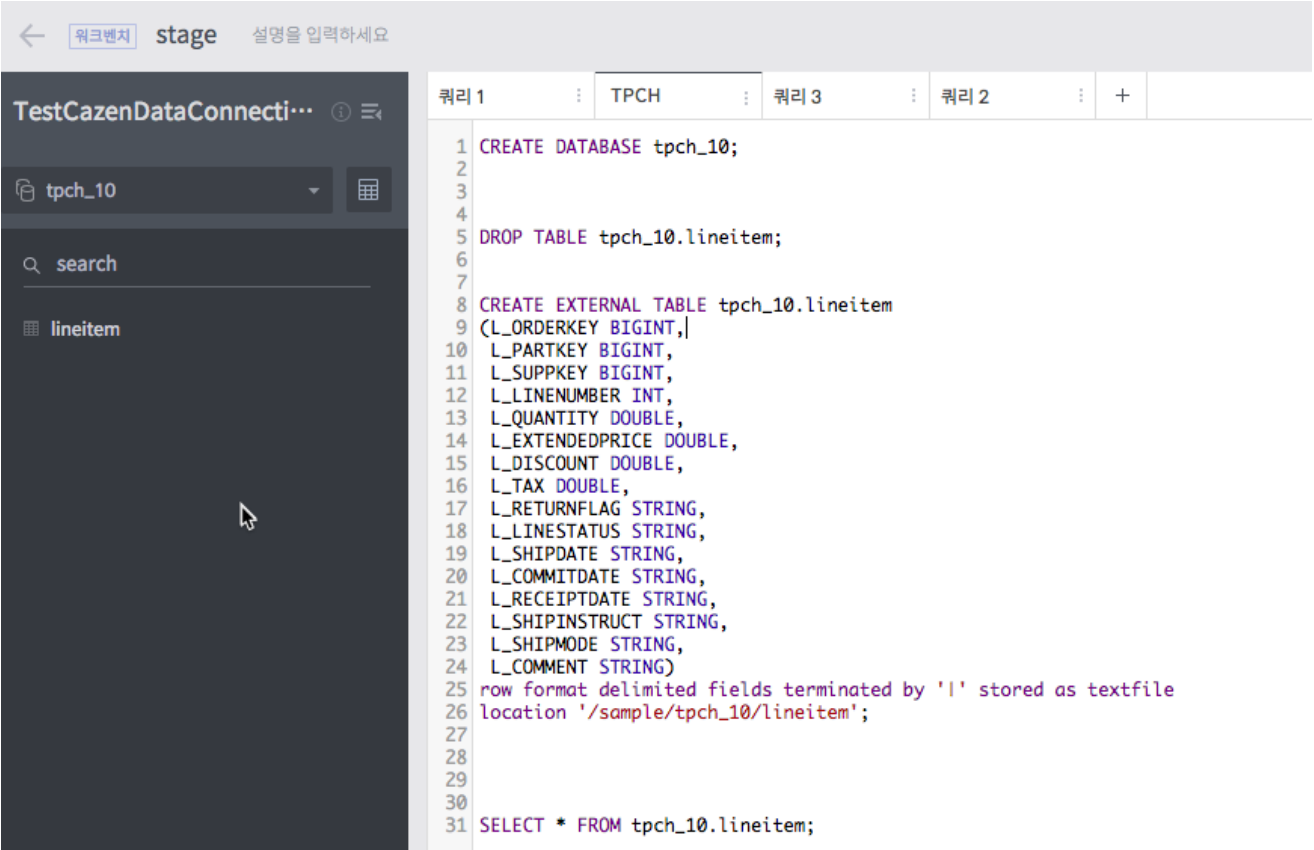 워크벤치 stage 설명을 입력하세요
TestCazenDataConnecti···
tpch_10
search
lineitem
쿼리 1 TPCH 쿼리 3 쿼리 2 +
1 CREATE DATABASE tpch_10;
2
3
4
5 DROP TABLE tpch_10.lineitem;
6
7
8 CREATE EXTERNAL TABLE tpch_10.lineitem
9 (L_ORDERKEY BIGINT,
10 L_PARTKEY BIGINT,
11 L_SUPPKEY BIGINT,
12 L_LINENUMBER INT,
13 L_QUANTITY DOUBLE,
14 L_EXTENDEDPRICE DOUBLE,
15 L_DISCOUNT DOUBLE,
16 L_TAX DOUBLE,
17 L_RETURNFLAG STRING,
18 L_LINESTATUS STRING,
19 L_SHIPDATE STRING,
20 L_COMMITDATE STRING,
21 L_RECEIPTDATE STRING,
22 L_SHIPINSTRUCT STRING,
23 L_SHIPMODE STRING,
24 L_COMMENT STRING)
25 row format delimited fields terminated by '|' stored as textfile
26 location '/sample/tpch_10/lineitem';
27
28
29
30
31 SELECT * FROM tpch_10.lineitem;